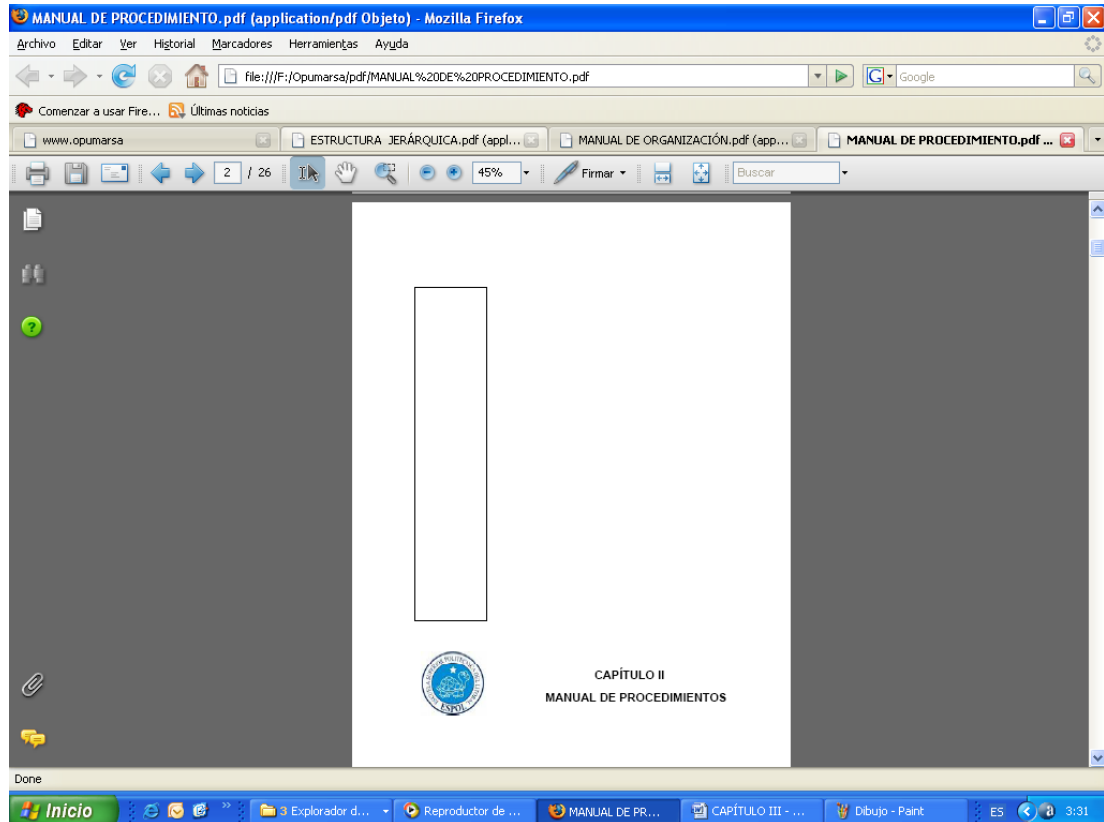 MANUAL DE PROCEDIMIENTO.pdf (application/pdf Objeto) - Mozilla Firefox
Archivo Editar Ver Historial Marcadores Herramientas Ayuda
file:///F:/Opumarsa/pdf/MANUAL%20DE%20PROCEDIMIENTO.pdf G Google
Comenzar a usar Fire... Últimas noticias
www.opumarsa ESTRUCTURA JERÁRQUICA.pdf (appl... MANUAL DE ORGANIZACIÓN.pdf (app... MANUAL DE PROCEDIMIENTO.pdf ...
2 / 26 45% Firmar Buscar
ESPOL
CAPÍTULO II
MANUAL DE PROCEDIMIENTOS
Done
Inicio 3 Explorador d... Reproductor de ... MANUAL DE PR... CAPÍTULO III - ... Dibujo - Paint ES 3:31